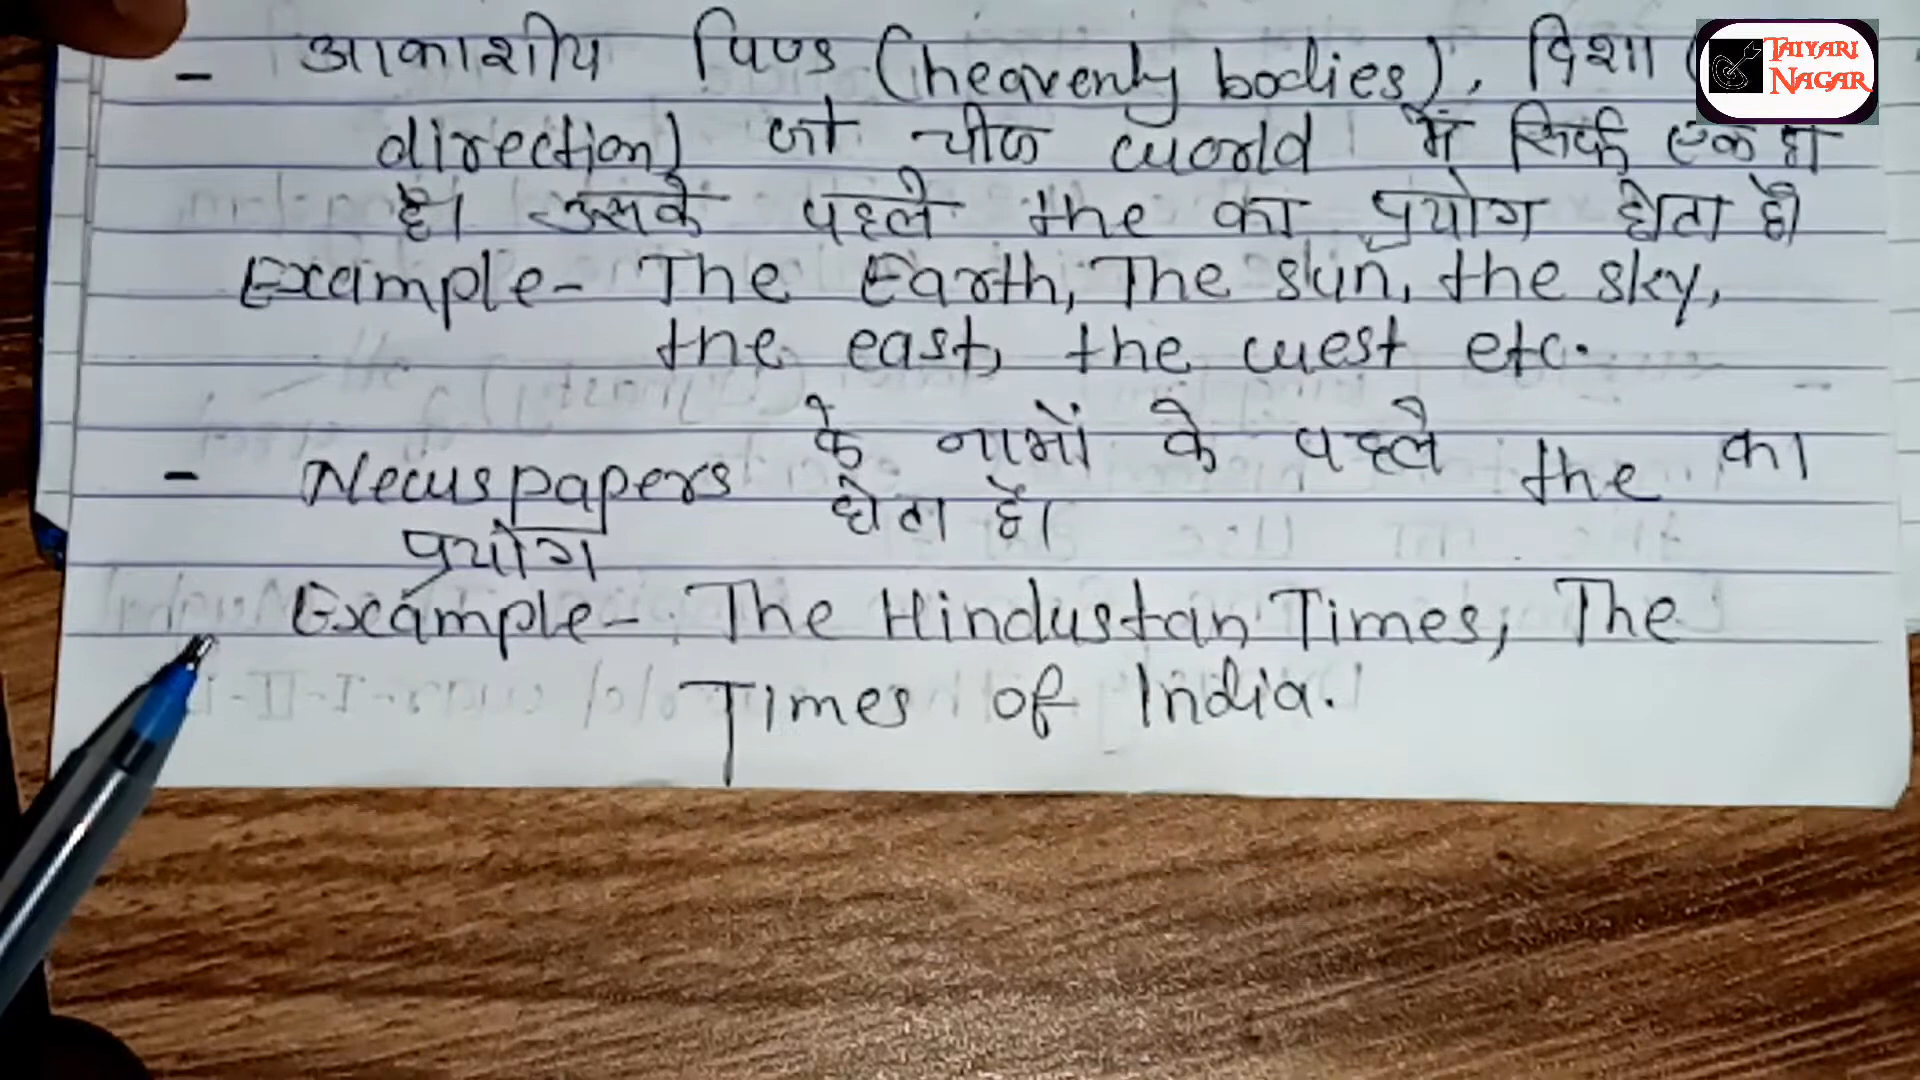 - आकाशीय पिण्ड (heavenly bodies), दिशा (
direction) जो चीज world में सिर्फ एक ही
है। उसके पहले the का प्रयोग होता है
Example- The Earth, The sun, the sky,
the east, the west etc.
- Newspapers के नामों के पहले the का
प्रयोग होता है।
Example- The Hindustan Times, The
Times of India.
TAIYARI
NAGAR